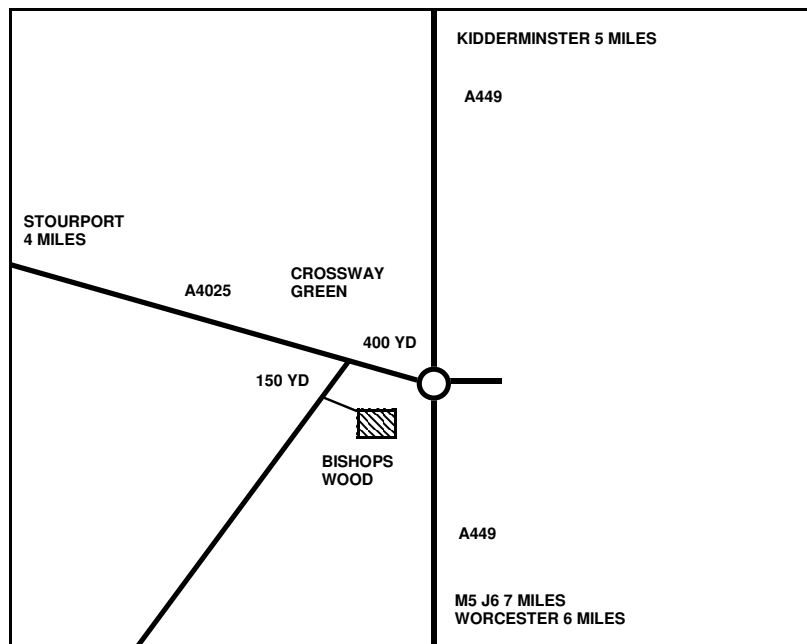 KIDDERMINSTER 5 MILES
A449
STOURPORT
4 MILES
A4025
CROSSWAY
GREEN
400 YD
150 YD
BISHOPS
WOOD
A449
M5 J6 7 MILES
WORCESTER 6 MILES